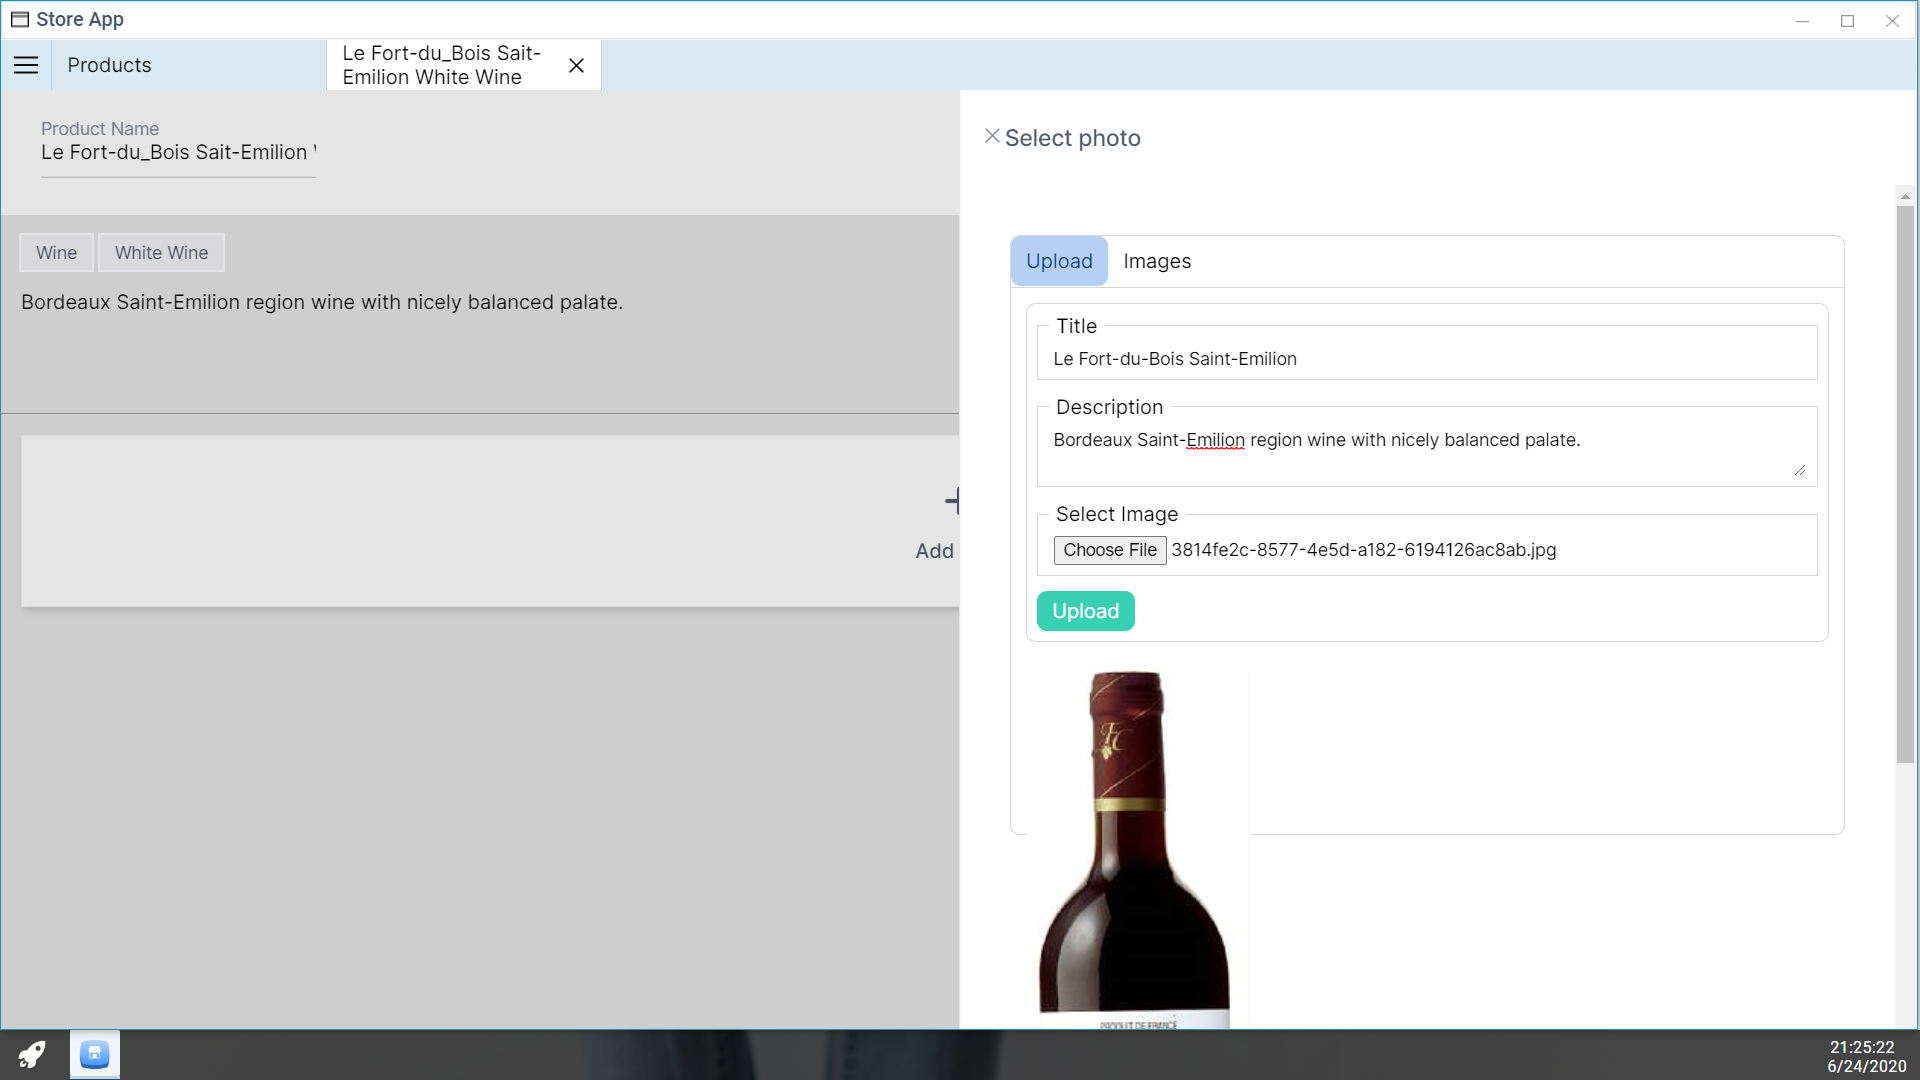 Store App
Products
Le Fort-du_Bois Sait-
Emilion White Wine
Product Name
Le Fort-du_Bois Sait-Emilion
Wine
White Wine
Bordeaux Saint-Emilion region wine with nicely balanced palate.
Add
Select photo
Upload
Images
Title
Le Fort-du-Bois Saint-Emilion
Description
Bordeaux Saint-Emilion region wine with nicely balanced palate.
Select Image
Choose File 3814fe2c-8577-4e5d-a182-6194126ac8ab.jpg
Upload
FC
PRODUIT DE FRANCE
21:25:22
6/24/2020